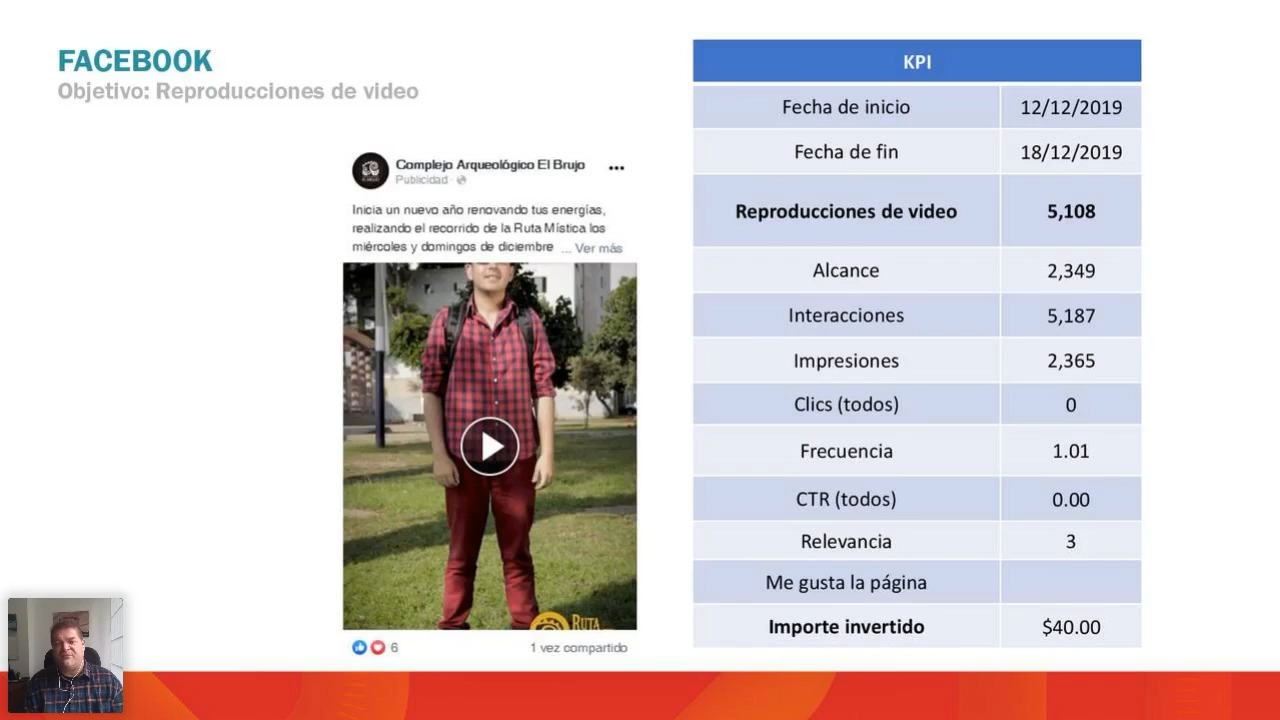 FACEBOOK
Objetivo: Reproducciones de video
Complejo Arqueológico El Brujo
Publicidad
Inicia un nuevo año renovando tus energías,
realizando el recorrido de la Ruta Mística los
miércoles y domingos de diciembre ... Ver más
RUTA
6
1 vez compartido
KPI
Fecha de inicio 12/12/2019
Fecha de fin 18/12/2019
Reproducciones de video 5,108
Alcance 2,349
Interacciones 5,187
Impresiones 2,365
Clics (todos) 0
Frecuencia 1.01
CTR (todos) 0.00
Relevancia 3
Me gusta la página
Importe invertido $40.00